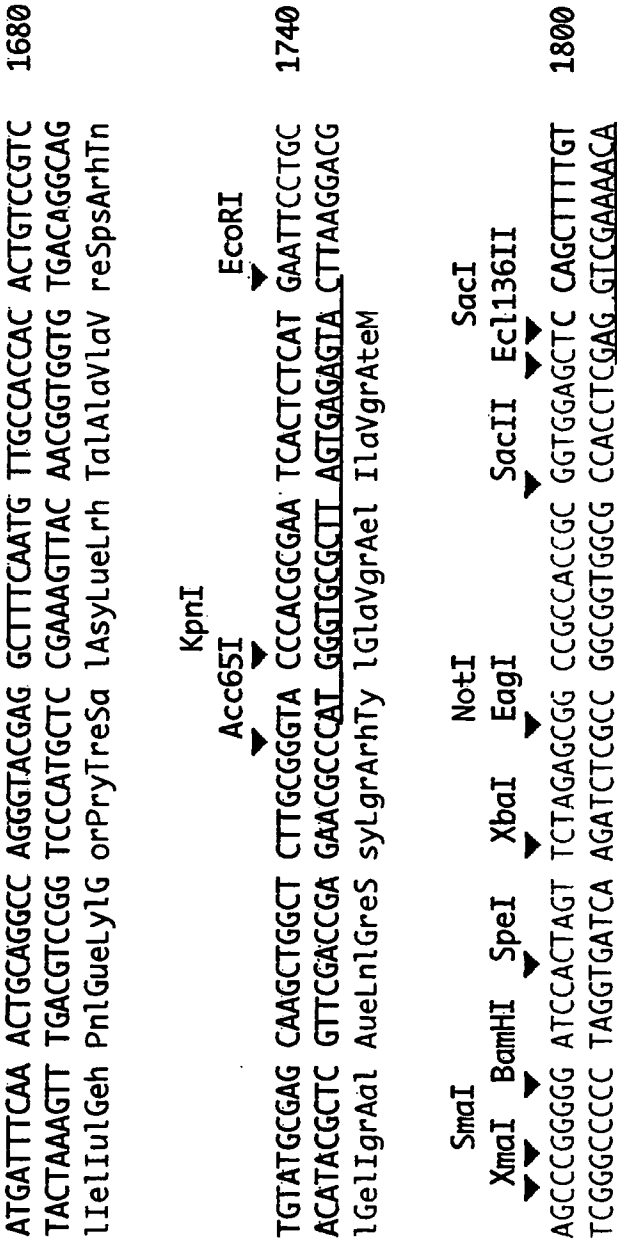 ATGATTTCAA ACTGCAGGCC AGGGTACGAG GCTTTCAATG TTGCCACCAC ACTGTCCGTC 1680
TACTAAAGTT TGACGTCCGG TCCCATGCTC CGAAAGTTAC AACGGTGGTG TGACAGGCAG
lIelIulGeh PnlGueLylG orPryTreSa lAsyLueLrh TalAlaVlaV reSpsArhTn
KpnI
Acc65I EcoRI
TGTATGCGAG CAAGCTGGCT CTTGCGGGTA CCCACGCGAA TCACTCTCAT GAATTCCTGC 1740
ACATACGCTC GTTCGACCGA GAACGCCCAT GGGTGCGCTT AGTGAGAGTA CTTAAGGACG
lGelIgrAal AueLnlGreS syLgrArhTy lGlaVgrAel IlaVgrAteM
SmaI NotI SacI
XmaI BamHI SpeI XbaI EagI SacII Ecl136II
AGCCCGGGGG ATCCACTAGT TCTAGAGCGG CCGCCACCGC GGTGGAGCTC CAGCTTTTGT 1800
TCGGGCCCCC TAGGTGATCA AGATCTCGCC GGCGGTGGCG CCACCTCGAG GTCGAAAACA